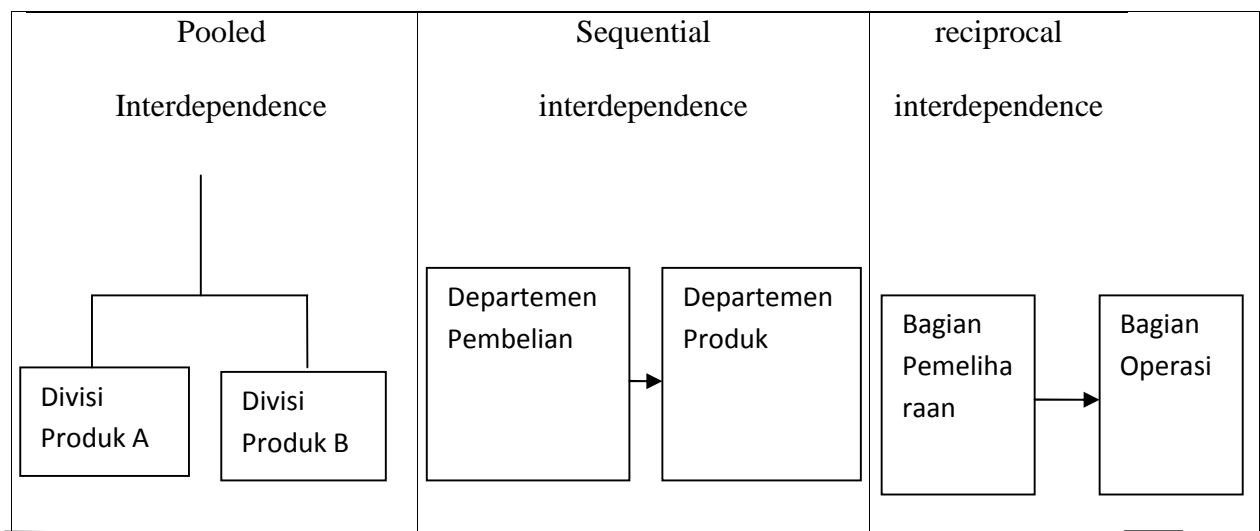 Pooled
Interdependence
Sequential
interdependence
reciprocal
interdependence
Divisi
Produk A
Divisi
Produk B
Departemen
Pembelian
Departemen
Produk
Bagian
Pemeliha
raan
Bagian
Operasi